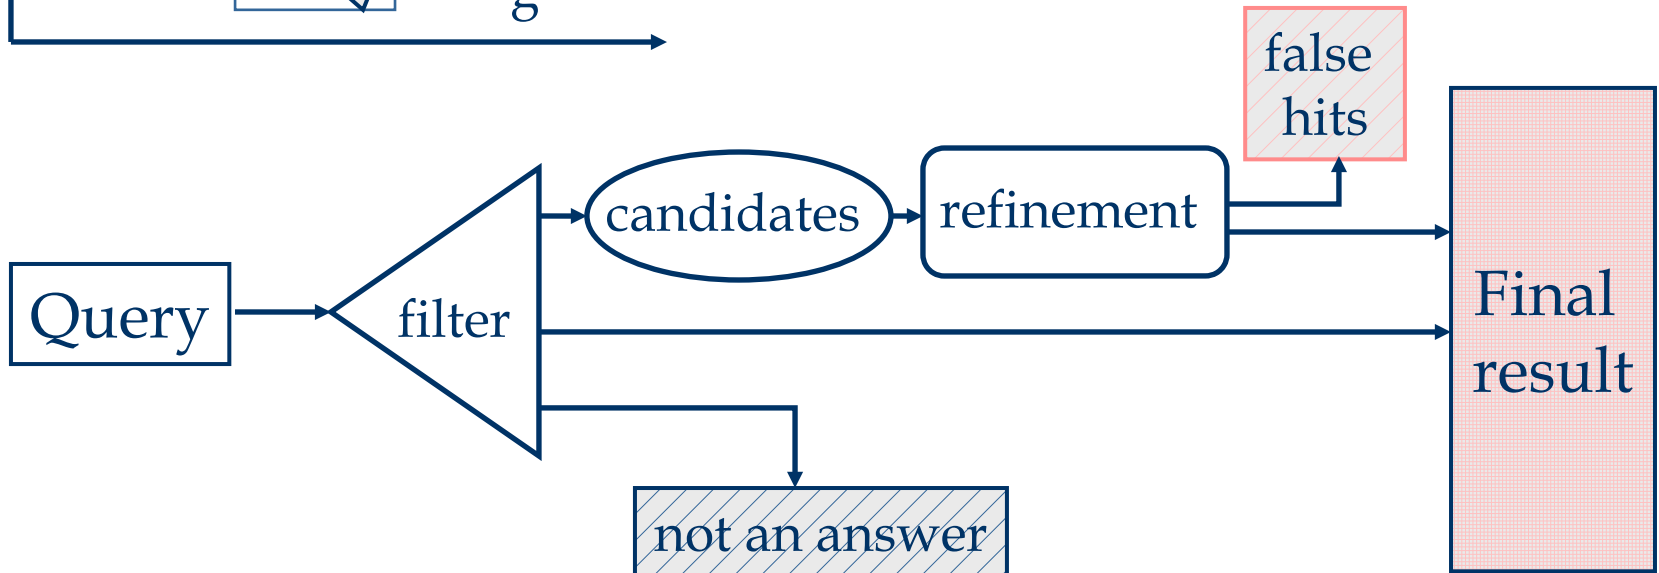 g
false
hits
candidates
refinement
Query
filter
Final
result
not an answer